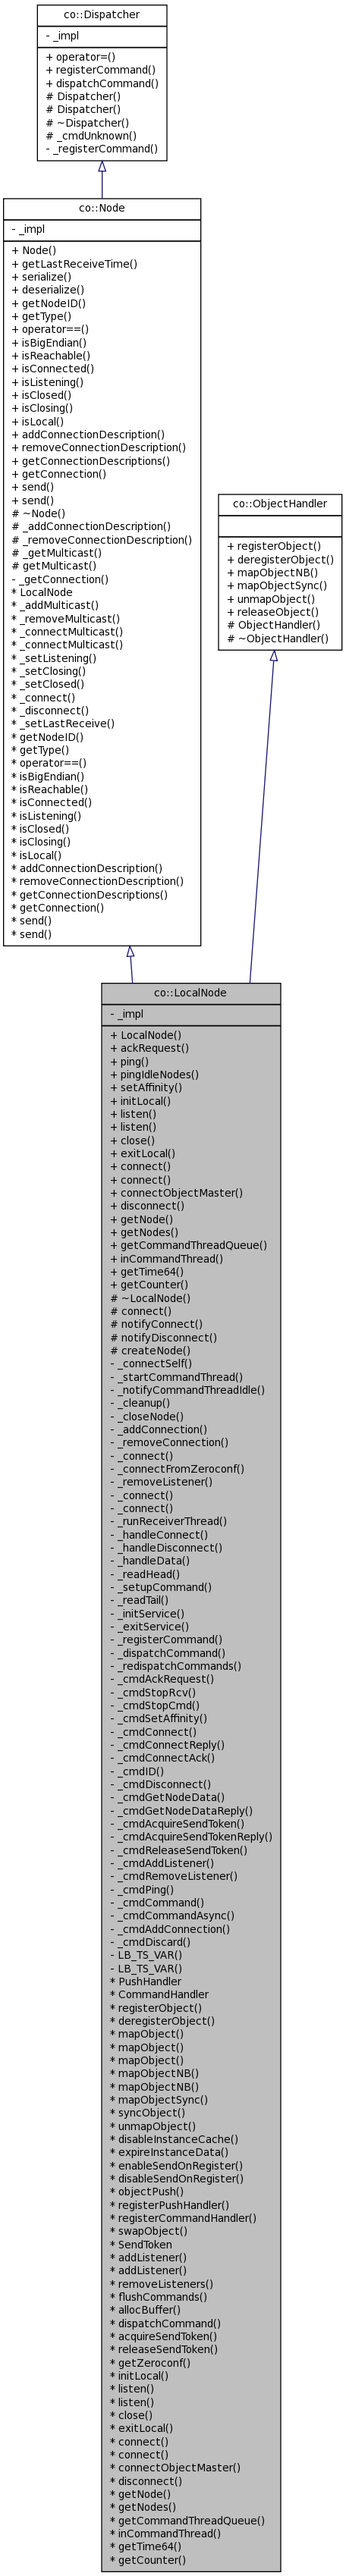 co::Dispatcher
- _impl
+ operator=()
+ registerCommand()
+ dispatchCommand()
# Dispatcher()
# Dispatcher()
# ~Dispatcher()
# _cmdUnknown()
- _registerCommand()
co::Node
- _impl
+ Node()
+ getLastReceiveTime()
+ serialize()
+ deserialize()
+ getNodeID()
+ getType()
+ operator==()
+ isBigEndian()
+ isReachable()
+ isConnected()
+ isListening()
+ isClosed()
+ isClosing()
+ isLocal()
+ addConnectionDescription()
+ removeConnectionDescription()
+ getConnectionDescriptions()
+ getConnection()
+ send()
+ send()
# ~Node()
# _addConnectionDescription()
# _removeConnectionDescription()
# _getMulticast()
# getMulticast()
- _getConnection()
* LocalNode
* _addMulticast()
* _removeMulticast()
* _connectMulticast()
* _connectMulticast()
* _setListening()
* _setClosing()
* _setClosed()
* _connect()
* _disconnect()
* _setLastReceive()
* getNodeID()
* getType()
* operator==()
* isBigEndian()
* isReachable()
* isConnected()
* isListening()
* isClosed()
* isClosing()
* isLocal()
* addConnectionDescription()
* removeConnectionDescription()
* getConnectionDescriptions()
* getConnection()
* send()
* send()
co::ObjectHandler
+ registerObject()
+ deregisterObject()
+ mapObjectNB()
+ mapObjectSync()
+ unmapObject()
+ releaseObject()
# ObjectHandler()
# ~ObjectHandler()
co::LocalNode
- _impl
+ LocalNode()
+ ackRequest()
+ ping()
+ pingIdleNodes()
+ setAffinity()
+ initLocal()
+ listen()
+ listen()
+ close()
+ exitLocal()
+ connect()
+ connect()
+ connectObjectMaster()
+ disconnect()
+ getNode()
+ getNodes()
+ getCommandThreadQueue()
+ inCommandThread()
+ getTime64()
+ getCounter()
# ~LocalNode()
# connect()
# notifyConnect()
# notifyDisconnect()
# createNode()
- _connectSelf()
- _startCommandThread()
- _notifyCommandThreadIdle()
- _cleanup()
- _closeNode()
- _addConnection()
- _removeConnection()
- _connect()
- _connectFromZeroconf()
- _removeListener()
- _connect()
- _connect()
- _runReceiverThread()
- _handleConnect()
- _handleDisconnect()
- _handleData()
- _readHead()
- _setupCommand()
- _readTail()
- _initService()
- _exitService()
- _registerCommand()
- _dispatchCommand()
- _redispatchCommands()
- _cmdAckRequest()
- _cmdStopRcv()
- _cmdStopCmd()
- _cmdSetAffinity()
- _cmdConnect()
- _cmdConnectReply()
- _cmdConnectAck()
- _cmdID()
- _cmdDisconnect()
- _cmdGetNodeData()
- _cmdGetNodeDataReply()
- _cmdAcquireSendToken()
- _cmdAcquireSendTokenReply()
- _cmdReleaseSendToken()
- _cmdAddListener()
- _cmdRemoveListener()
- _cmdPing()
- _cmdCommand()
- _cmdCommandAsync()
- _cmdAddConnection()
- _cmdDiscard()
- LB_TS_VAR()
- LB_TS_VAR()
* PushHandler
* CommandHandler
* registerObject()
* deregisterObject()
* mapObject()
* mapObject()
* mapObject()
* mapObjectNB()
* mapObjectNB()
* mapObjectSync()
* syncObject()
* unmapObject()
* disableInstanceCache()
* expireInstanceData()
* enableSendOnRegister()
* disableSendOnRegister()
* objectPush()
* registerPushHandler()
* registerCommandHandler()
* swapObject()
* SendToken
* addListener()
* addListener()
* removeListeners()
* flushCommands()
* allocBuffer()
* dispatchCommand()
* acquireSendToken()
* releaseSendToken()
* getZeroconf()
* initLocal()
* listen()
* listen()
* close()
* exitLocal()
* connect()
* connect()
* connectObjectMaster()
* disconnect()
* getNode()
* getNodes()
* getCommandThreadQueue()
* inCommandThread()
* getTime64()
* getCounter()